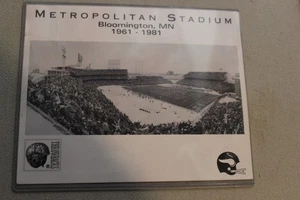 METROPOLITAN STADIUM
Bloomington, MN
1961 - 1981